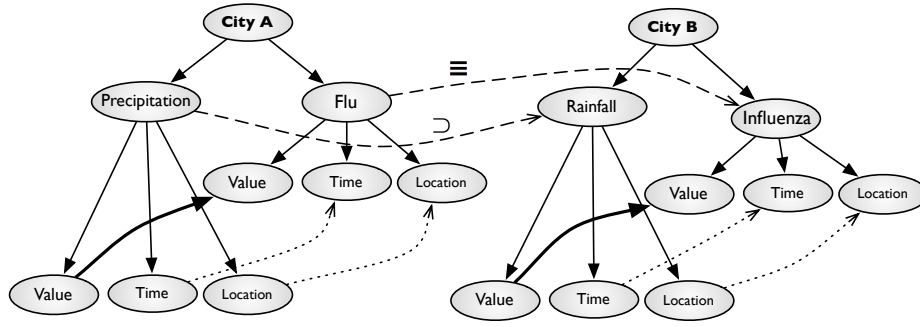 City A
City B
≡
Precipitation
Flu
Rainfall
Influenza
⊃
Value
Time
Location
Value
Time
Location
Value
Time
Location
Value
Time
Location